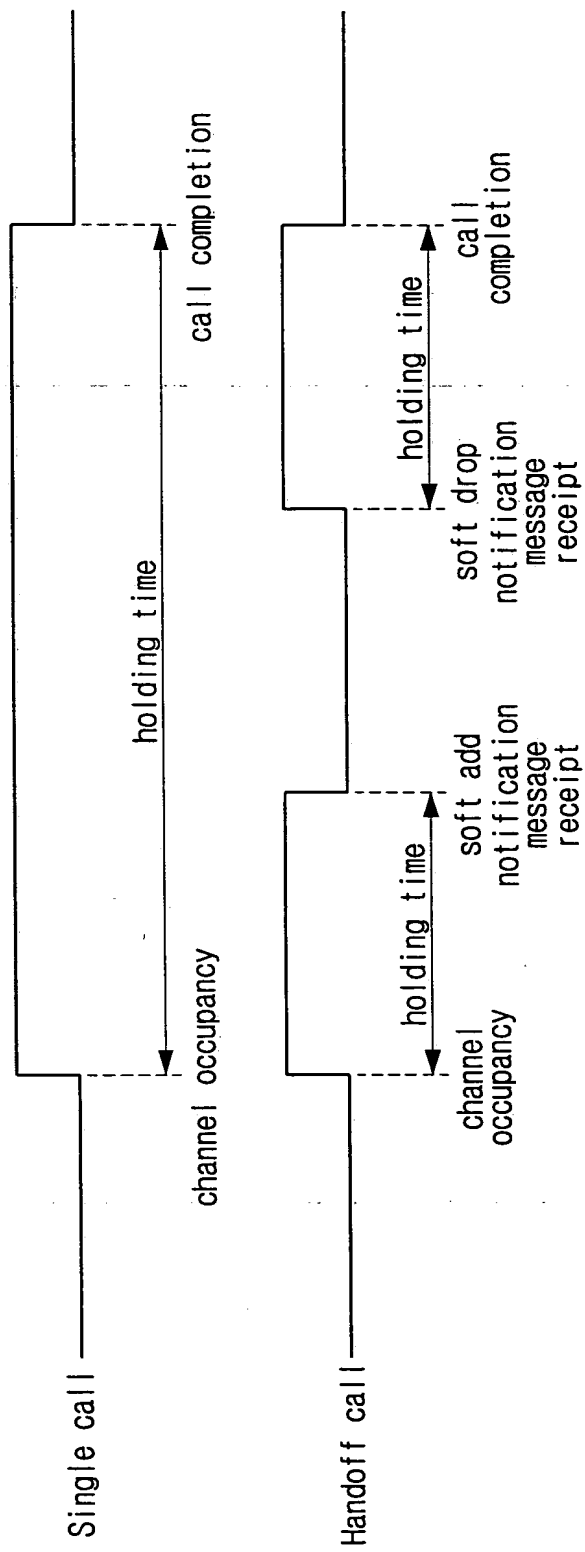 Single call
holding time
channel occupancy
call completion
Handoff call
holding time
holding time
channel
occupancy
soft add
notification
message
receipt
soft drop
notification
message
receipt
call
completion